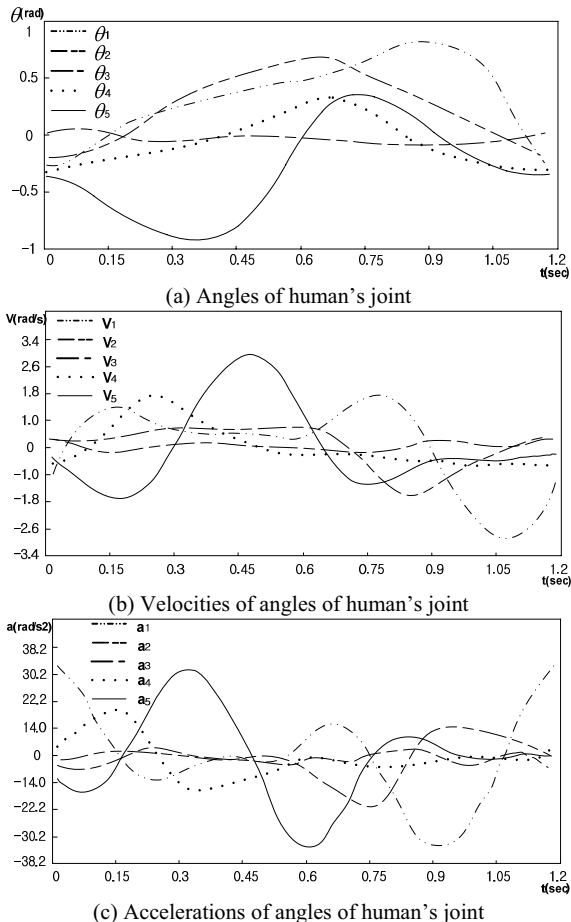 θ(rad)
1
0.5
0
-0.5
-1
θ1
θ2
θ3
θ4
θ5
0 0.15 0.3 0.45 0.6 0.75 0.9 1.05 1.2
t(sec)
(a) Angles of human's joint
V(rad/s)
3.4
2.6
1.8
1.0
0
-1.0
-1.8
-2.6
-3.4
V1
V2
V3
V4
V5
0 0.15 0.3 0.45 0.6 0.75 0.9 1.05 1.2
t(sec)
(b) Velocities of angles of human's joint
a(rad/s2)
38.2
30.2
22.2
14.0
0
-14.0
-22.2
-30.2
-38.2
a1
a2
a3
a4
a5
0 0.15 0.3 0.45 0.6 0.75 0.9 1.05 1.2
t(sec)
(c) Accelerations of angles of human's joint